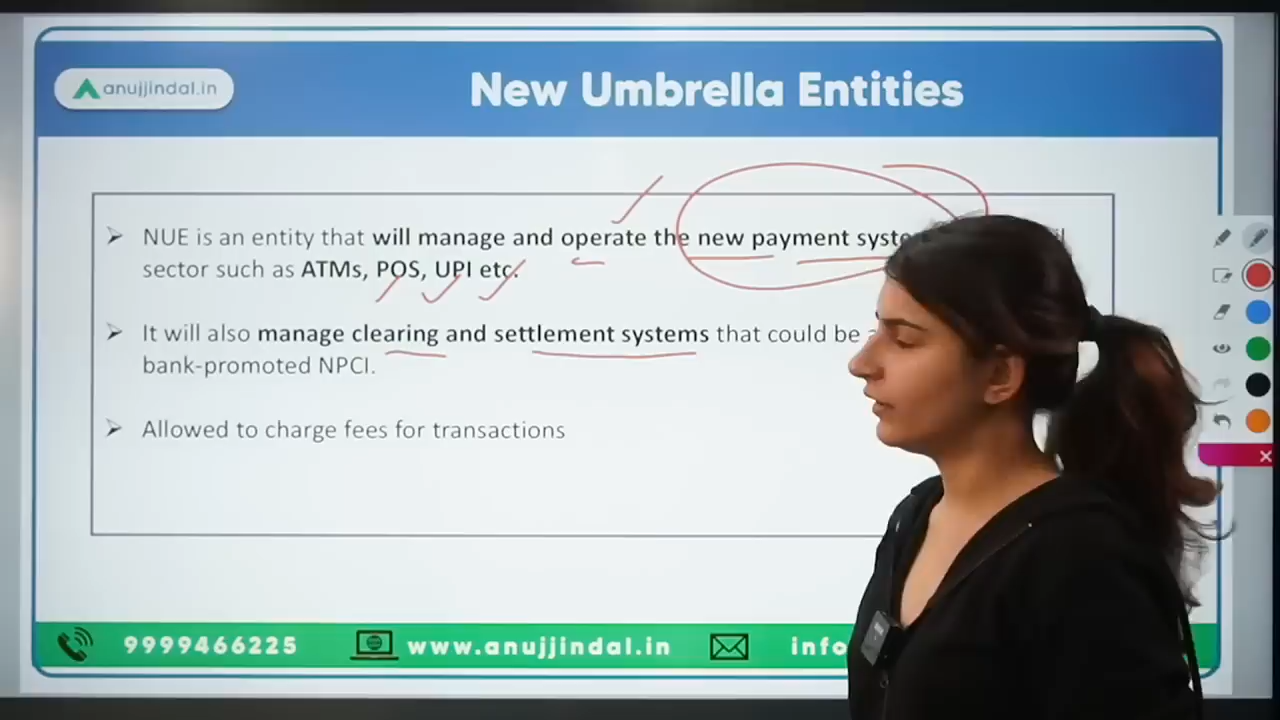 anujjindal.in
New Umbrella Entities
➤ NUE is an entity that will manage and operate the new payment
sector such as ATMs, POS, UPI etc.
➤ It will also manage clearing and settlement systems that could be
bank-promoted NPCI.
➤ Allowed to charge fees for transactions
9999466225 www.anujjindal.in